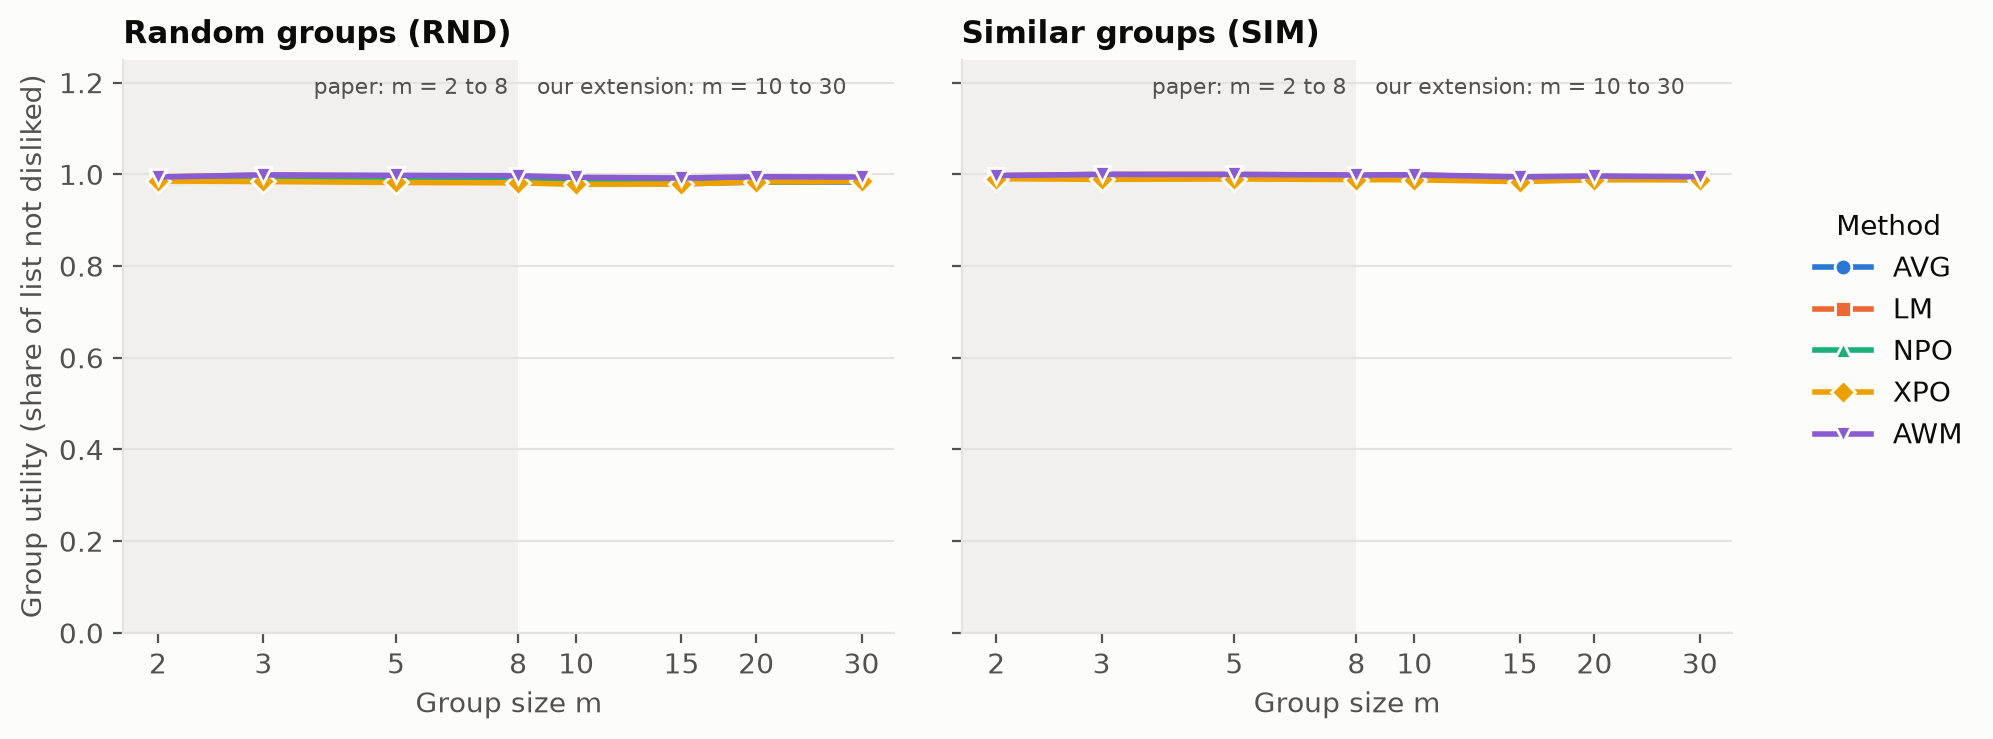 Random groups (RND)
Similar groups (SIM)
Group utility (share of list not disliked)
1.2
1.0
0.8
0.6
0.4
0.2
0.0
paper: m = 2 to 8
our extension: m = 10 to 30
paper: m = 2 to 8
our extension: m = 10 to 30
2 3 5 8 10 15 20 30
2 3 5 8 10 15 20 30
Group size m
Group size m
Method
AVG
LM
NPO
XPO
AWM